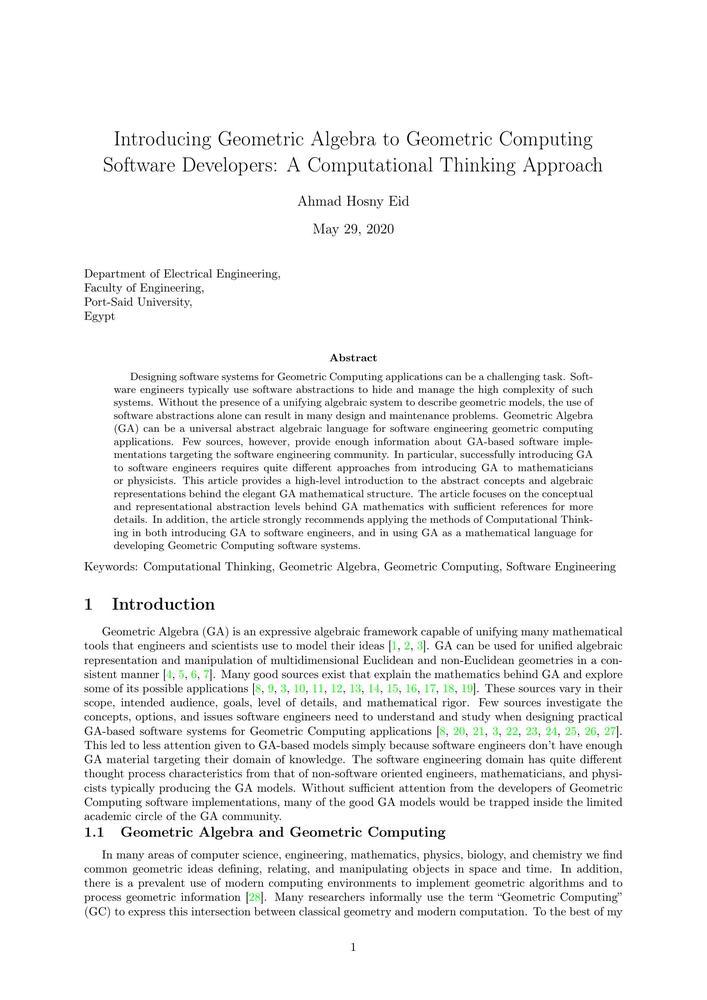 Introducing Geometric Algebra to Geometric Computing
Software Developers: A Computational Thinking Approach
Ahmad Hosny Eid
May 29, 2020
Department of Electrical Engineering,
Faculty of Engineering,
Port-Said University,
Egypt
Abstract
Designing software systems for Geometric Computing applications can be a challenging task. Soft-
ware engineers typically use software abstractions to hide and manage the high complexity of such
systems. Without the presence of a unifying algebraic system to describe geometric models, the use of
software abstractions alone can result in many design and maintenance problems. Geometric Algebra
(GA) can be a universal abstract algebraic language for software engineering geometric computing
applications. Few sources, however, provide enough information about GA-based software imple-
mentations targeting the software engineering community. In particular, successfully introducing GA
to software engineers requires quite different approaches from introducing GA to mathematicians
or physicists. This article provides a high-level introduction to the abstract concepts and algebraic
representations behind the elegant GA mathematical structure. The article focuses on the conceptual
and representational abstraction levels behind GA mathematics with sufficient references for more
details. In addition, the article strongly recommends applying the methods of Computational Think-
ing in both introducing GA to software engineers, and in using GA as a mathematical language for
developing Geometric Computing software systems.
Keywords: Computational Thinking, Geometric Algebra, Geometric Computing, Software Engineering
1 Introduction
Geometric Algebra (GA) is an expressive algebraic framework capable of unifying many mathematical
tools that engineers and scientists use to model their ideas [1, 2, 3]. GA can be used for unified algebraic
representation and manipulation of multidimensional Euclidean and non-Euclidean geometries in a con-
sistent manner [4, 5, 6, 7]. Many good sources exist that explain the mathematics behind GA and explore
some of its possible applications [8, 9, 3, 10, 11, 12, 13, 14, 15, 16, 17, 18, 19]. These sources vary in their
scope, intended audience, goals, level of details, and mathematical rigor. Few sources investigate the
concepts, options, and issues software engineers need to understand and study when designing practical
GA-based software systems for Geometric Computing applications [8, 20, 21, 3, 22, 23, 24, 25, 26, 27].
This led to less attention given to GA-based models simply because software engineers don't have enough
GA material targeting their domain of knowledge. The software engineering domain has quite different
thought process characteristics from that of non-software oriented engineers, mathematicians, and physi-
cists typically producing the GA models. Without sufficient attention from the developers of Geometric
Computing software implementations, many of the good GA models would be trapped inside the limited
academic circle of the GA community.
1.1 Geometric Algebra and Geometric Computing
In many areas of computer science, engineering, mathematics, physics, biology, and chemistry we find
common geometric ideas defining, relating, and manipulating objects in space and time. In addition,
there is a prevalent use of modern computing environments to implement geometric algorithms and to
process geometric information [28]. Many researchers informally use the term “Geometric Computing”
(GC) to express this intersection between classical geometry and modern computation. To the best of my
1